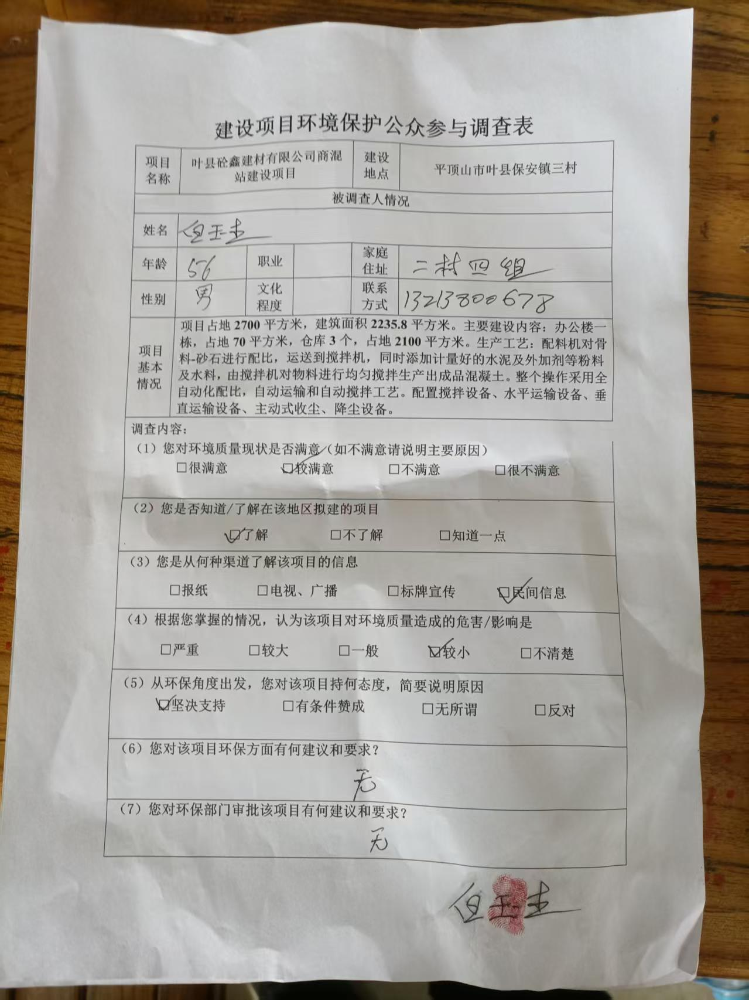 建设项目环境保护公众参与调查表
项目名称 叶县砼鑫建材有限公司商混站建设项目 建设地点 平顶山市叶县保安镇三村
被调查人情况
姓名 白玉杰
年龄 56 职业 家庭住址 二村四组
性别 男 文化程度 联系方式 13213800678
项目基本情况
项目占地 2700 平方米，建筑面积 2235.8 平方米。主要建设内容：办公楼一
栋，占地 70 平方米，仓库 3 个，占地 2100 平方米。生产工艺：配料机对骨
料-砂石进行配比，运送到搅拌机，同时添加计量好的水泥及外加剂等粉料
及水料，由搅拌机对物料进行均匀搅拌生产出成品混凝土。整个操作采用全
自动化配比，自动运输和自动搅拌工艺。配置搅拌设备、水平运输设备、垂
直运输设备、主动式收尘、降尘设备。
调查内容：
（1）您对环境质量现状是否满意（如不满意请说明主要原因）
□很满意 ☑较满意 □不满意 □很不满意
（2）您是否知道/了解在该地区拟建的项目
☑了解 □不了解 □知道一点
（3）您是从何种渠道了解该项目的信息
□报纸 □电视、广播 □标牌宣传 ☑民间信息
（4）根据您掌握的情况，认为该项目对环境质量造成的危害/影响是
□严重 □较大 □一般 ☑较小 □不清楚
（5）从环保角度出发，您对该项目持何态度，简要说明原因
☑坚决支持 □有条件赞成 □无所谓 □反对
（6）您对该项目环保方面有何建议和要求？
无
（7）您对环保部门审批该项目有何建议和要求？
无
白玉杰